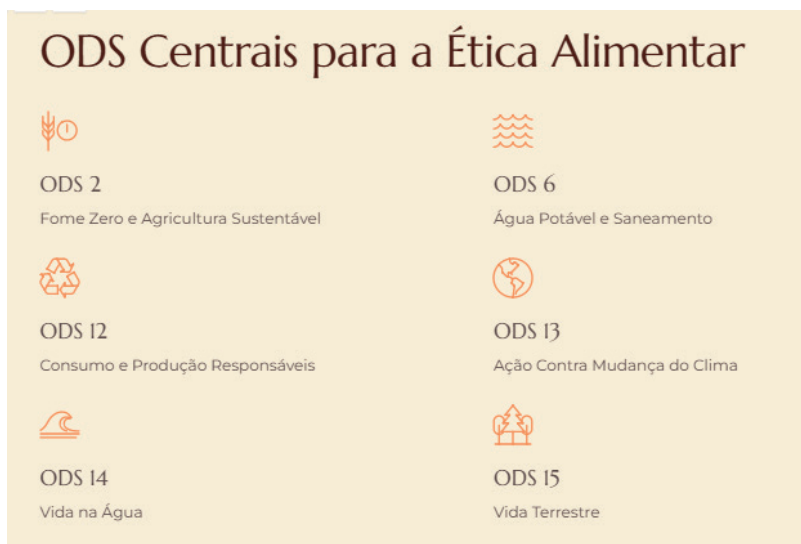 ODS Centrais para a Ética Alimentar
ODS 2
Fome Zero e Agricultura Sustentável
ODS 6
Água Potável e Saneamento
ODS 12
Consumo e Produção Responsáveis
ODS 13
Ação Contra Mudança do Clima
ODS 14
Vida na Água
ODS 15
Vida Terrestre